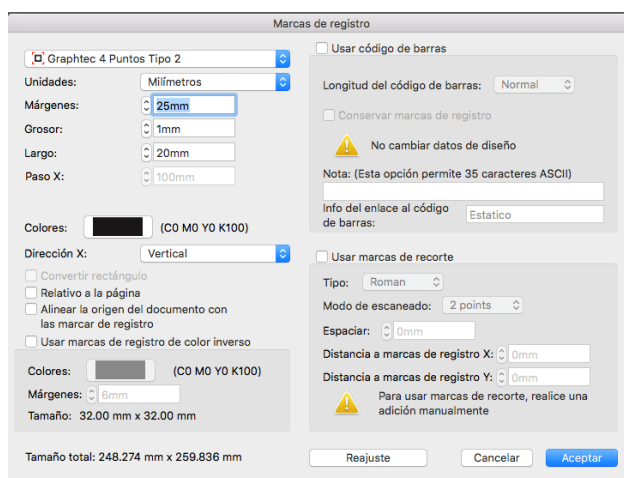 Marcas de registro
Graphtec 4 Puntos Tipo 2
Unidades: Milímetros
Márgenes: 25mm
Grosor: 1mm
Largo: 20mm
Paso X: 100mm
Colores: (C0 M0 Y0 K100)
Dirección X: Vertical
Convertir rectángulo
Relativo a la página
Alinear la origen del documento con
las marcar de registro
Usar marcas de registro de color inverso
Colores: (C0 M0 Y0 K100)
Márgenes: 6mm
Tamaño: 32.00 mm x 32.00 mm
Tamaño total: 248.274 mm x 259.836 mm
Usar código de barras
Longitud del código de barras: Normal
Conservar marcas de registro
No cambiar datos de diseño
Nota: (Esta opción permite 35 caracteres ASCII)
Info del enlace al código
de barras: Estatico
Usar marcas de recorte
Tipo: Roman
Modo de escaneado: 2 points
Espaciar: 0mm
Distancia a marcas de registro X: 0mm
Distancia a marcas de registro Y: 0mm
Para usar marcas de recorte, realice una
adición manualmente
Reajuste Cancelar Aceptar